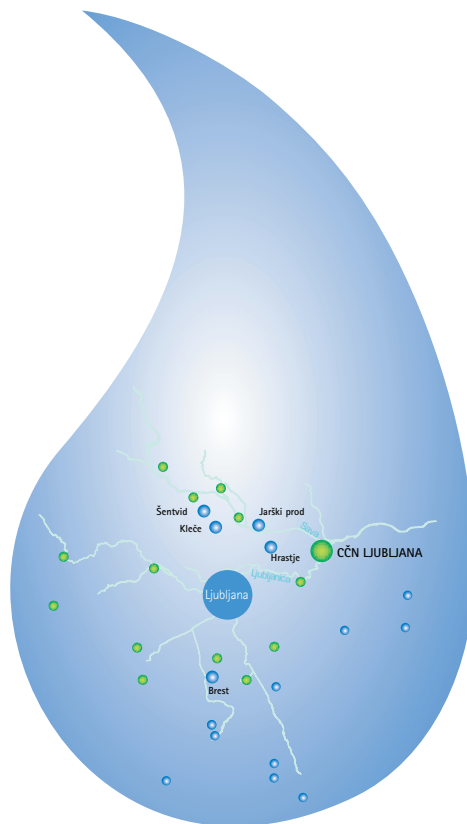 Šentvid
Jarški prod
Kleče
Sava
Hrastje
CČN LJUBLJANA
Ljubljanica
Ljubljana
Brest